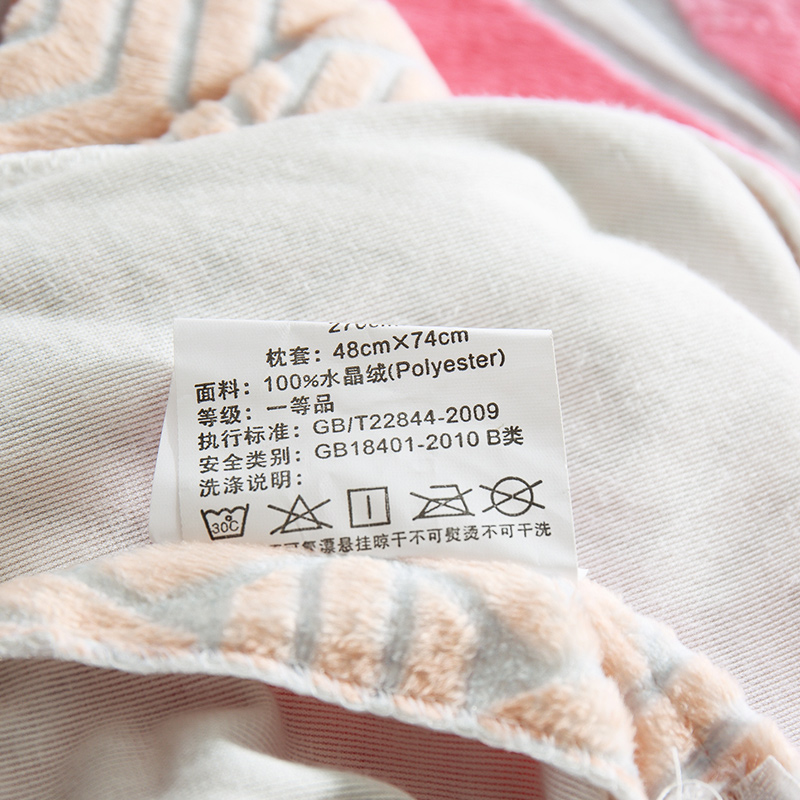 枕套：48cm×74cm
面料：100%水晶绒(Polyester)
等级：一等品
执行标准：GB/T22844-2009
安全类别：GB18401-2010 B类
洗涤说明：
30C
漂悬挂晾干不可熨烫不可干洗